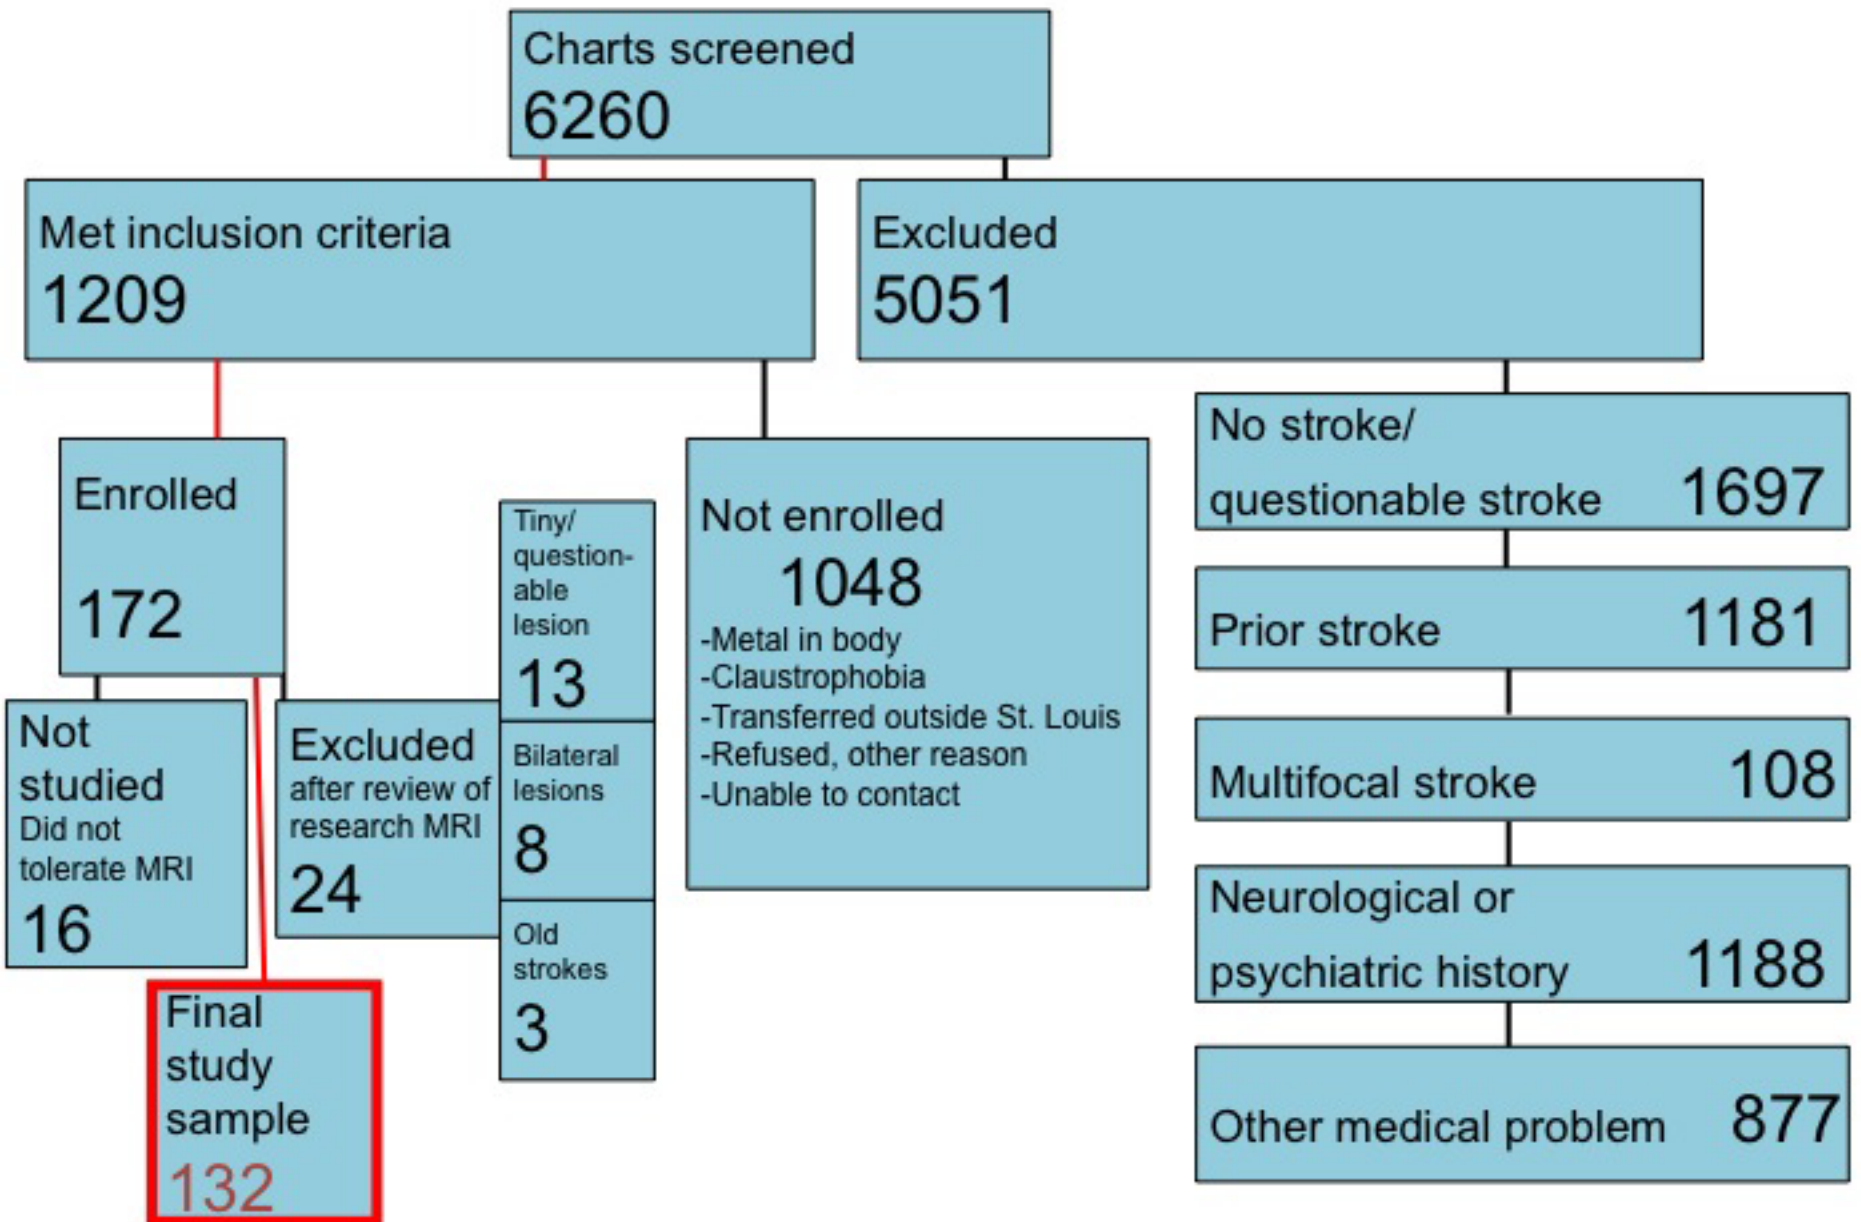 Charts screened
6260
Met inclusion criteria
1209
Excluded
5051
Enrolled
172
Not
studied
Did not
tolerate MRI
16
Excluded
after review of
research MRI
24
Tiny/
question-
able
lesion
13
Bilateral
lesions
8
Old
strokes
3
Final
study
sample
132
Not enrolled
1048
-Metal in body
-Claustrophobia
-Transferred outside St. Louis
-Refused, other reason
-Unable to contact
No stroke/
questionable stroke 1697
Prior stroke 1181
Multifocal stroke 108
Neurological or
psychiatric history 1188
Other medical problem 877